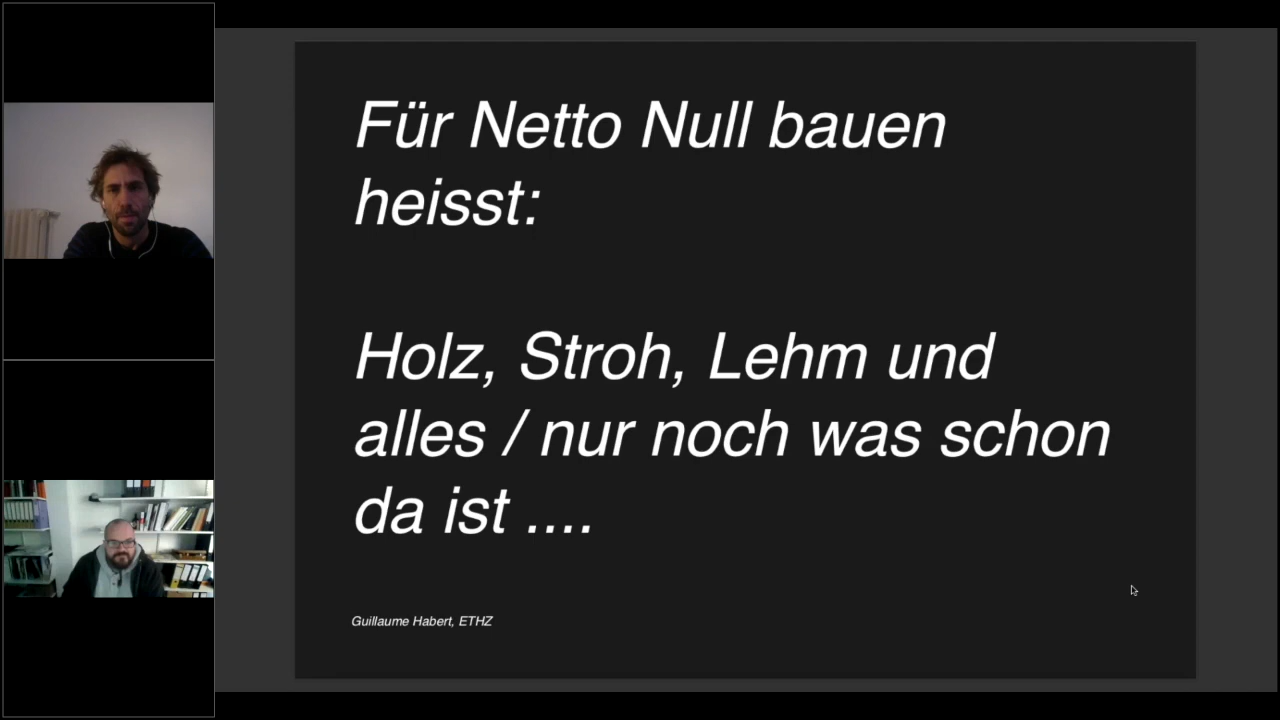 Für Netto Null bauen
heisst:
Holz, Stroh, Lehm und
alles / nur noch was schon
da ist ....
Guillaume Habert, ETHZ